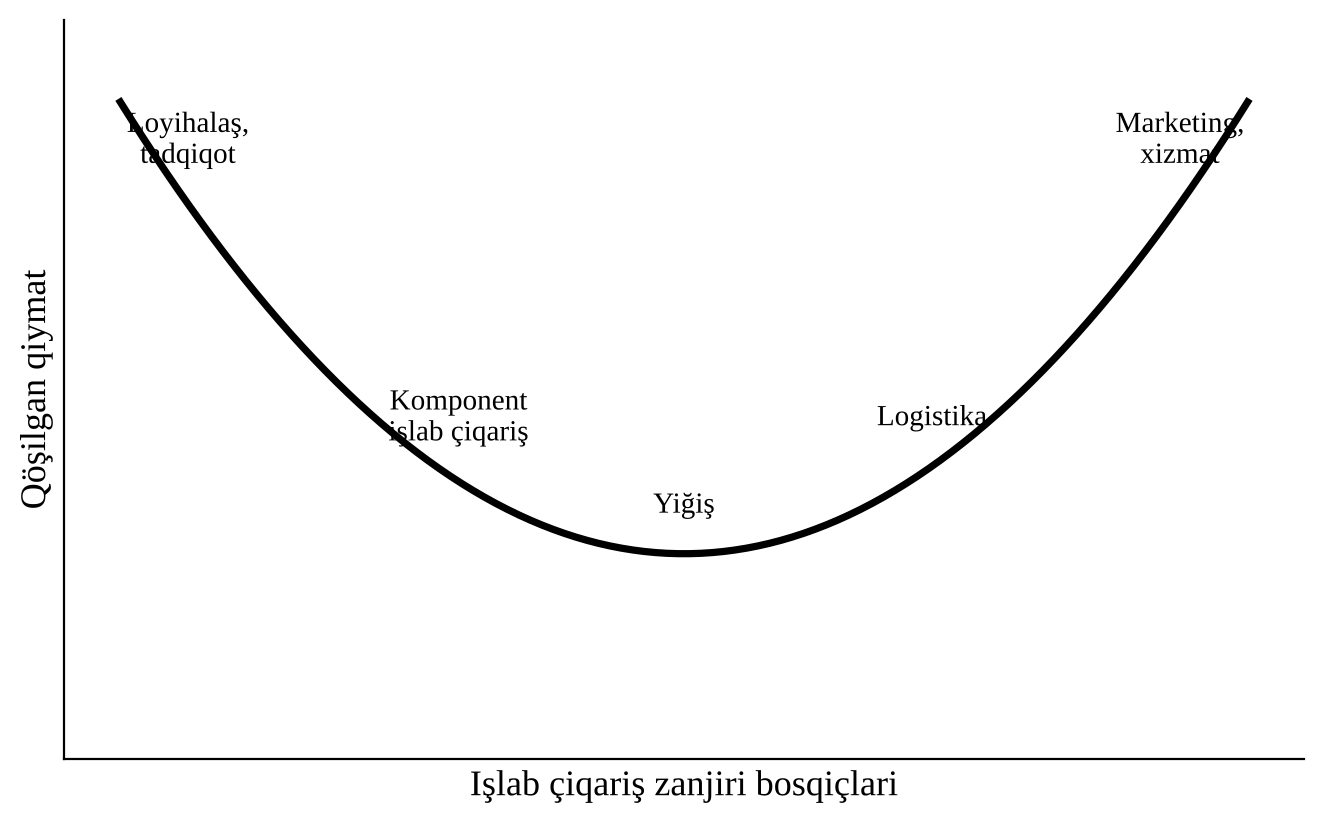 Loyihalaş,
tadqiqot
Marketing,
xizmat
Qöşilgan qiymat
Komponent
işlab çiqariş
Logistika
Yiğiş
Işlab çiqariş zanjiri bosqiçlari